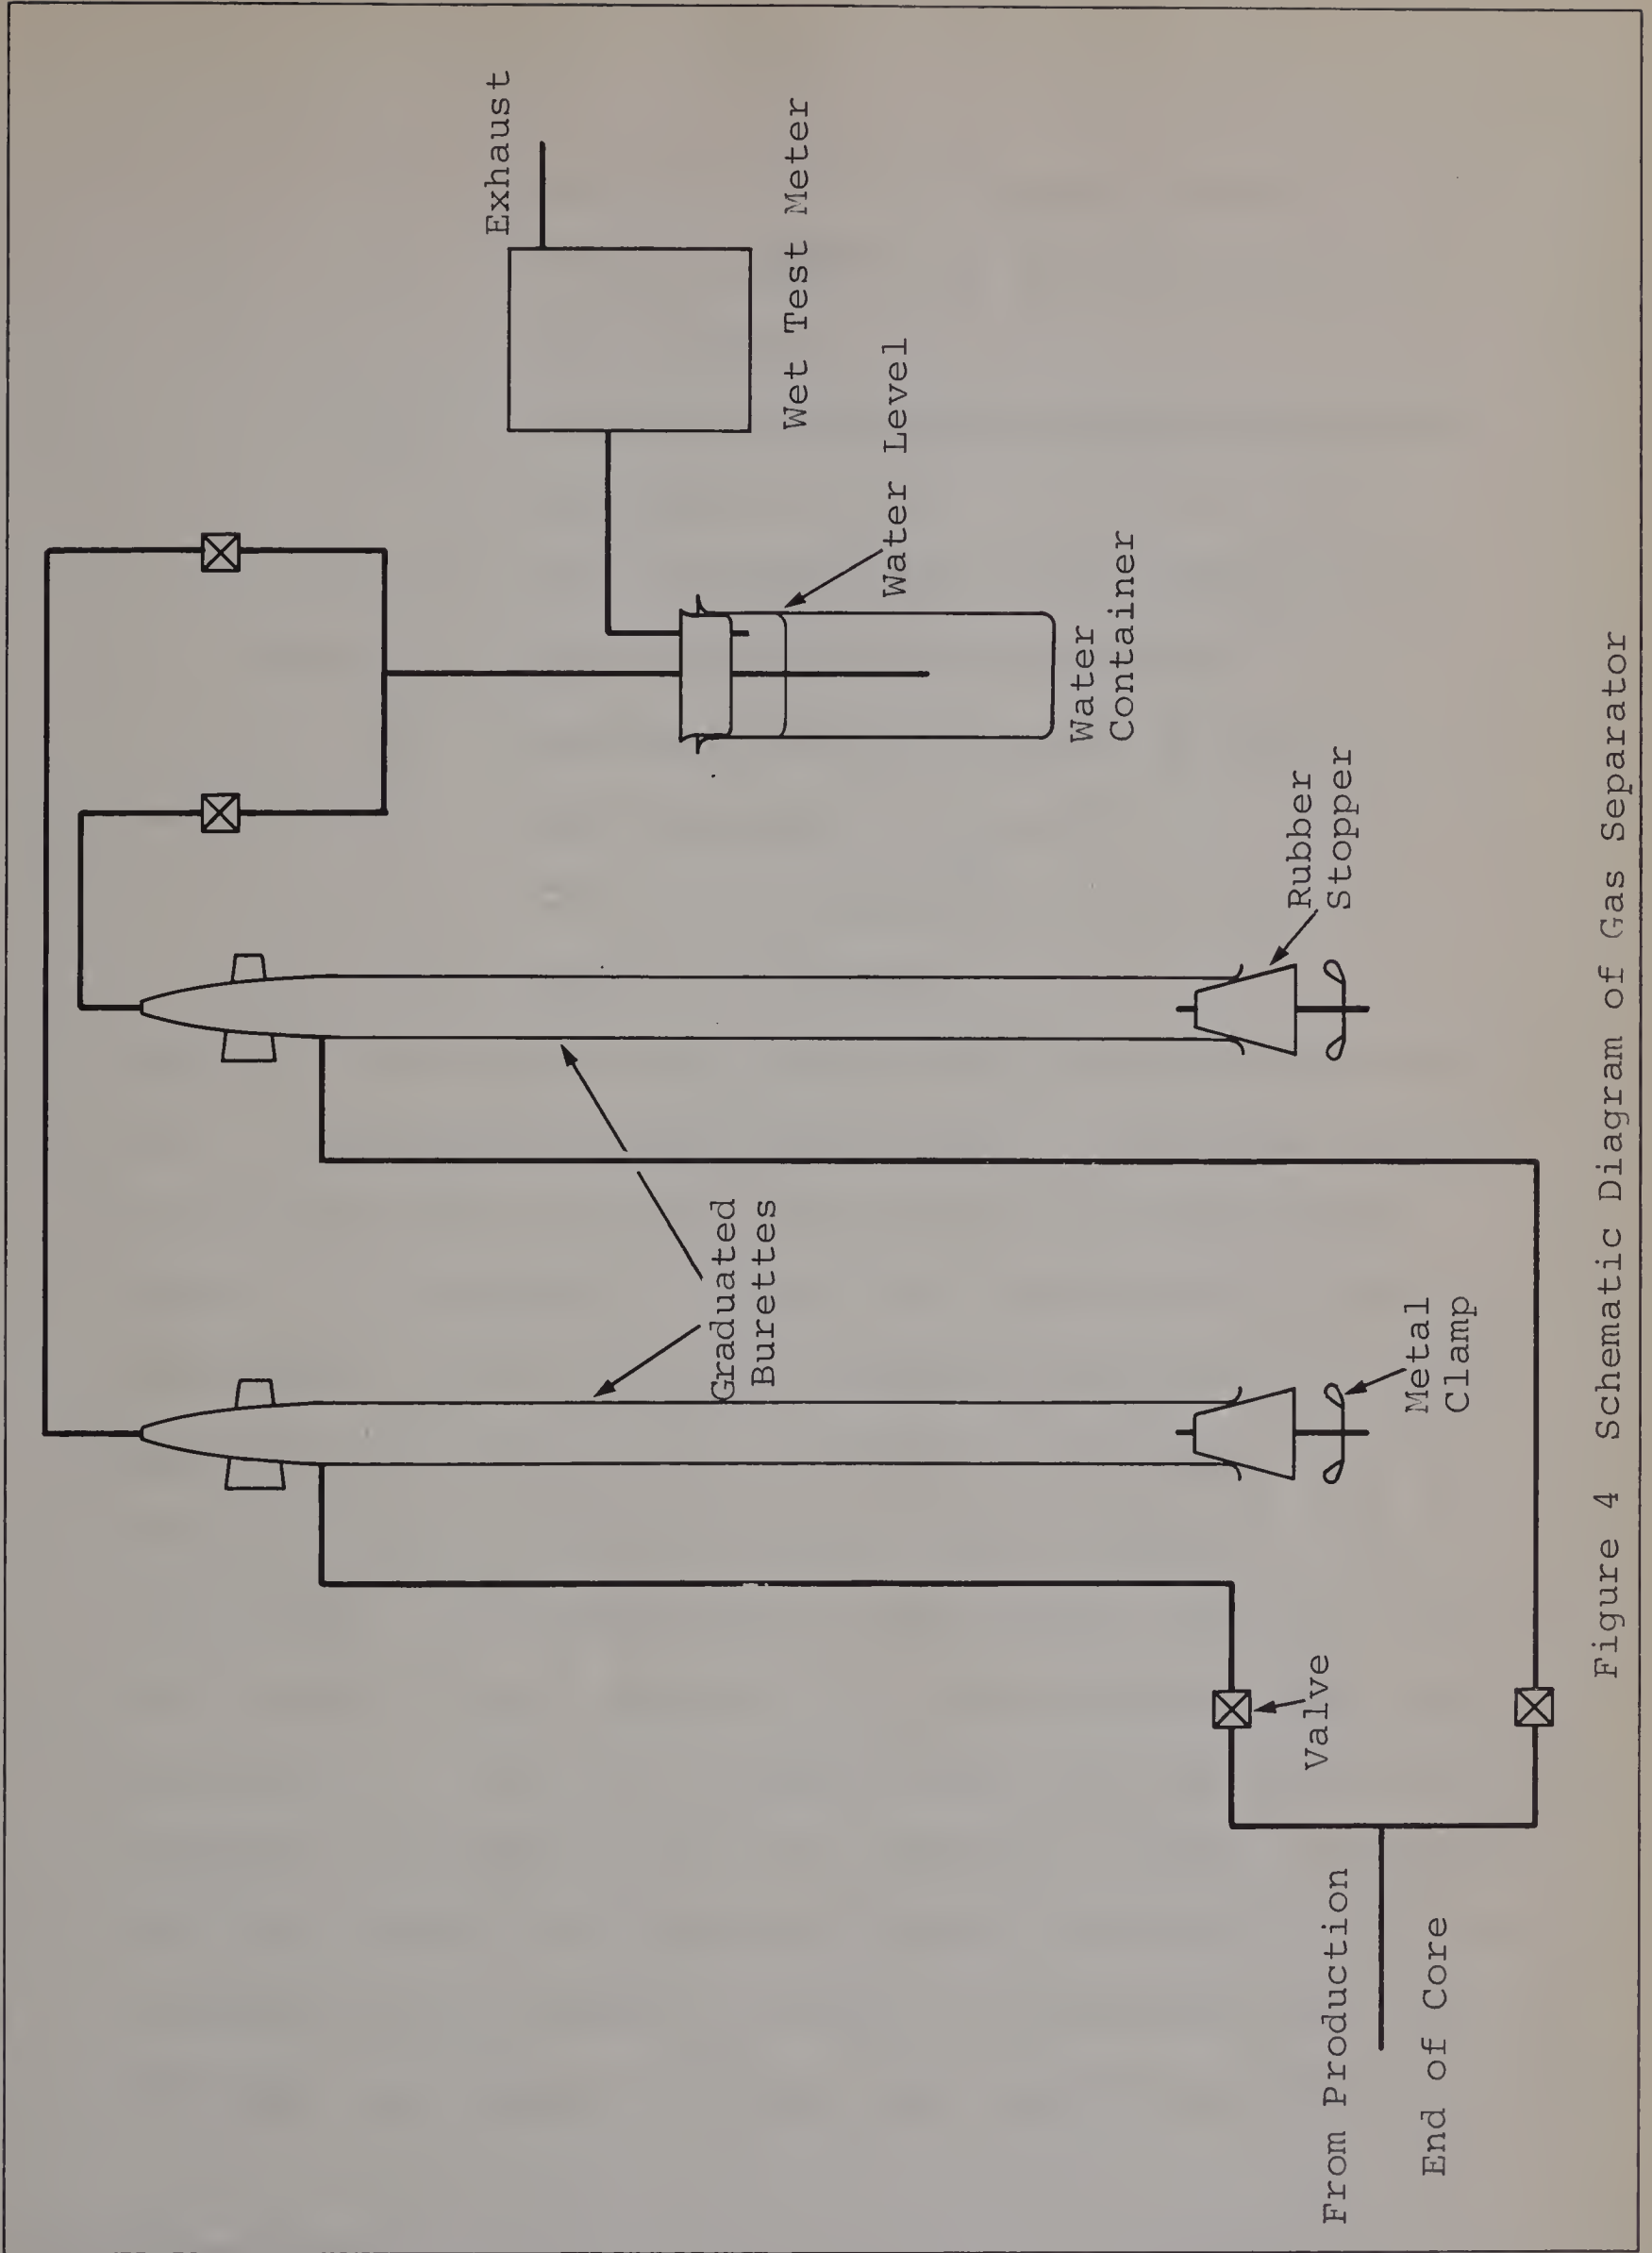 Exhaust
Wet Test Meter
Water Level
Water
Container
Rubber
Stopper
Graduated
Burettes
Metal
Clamp
Valve
From Production
End of Core
Figure 4 Schematic Diagram of Gas Separator